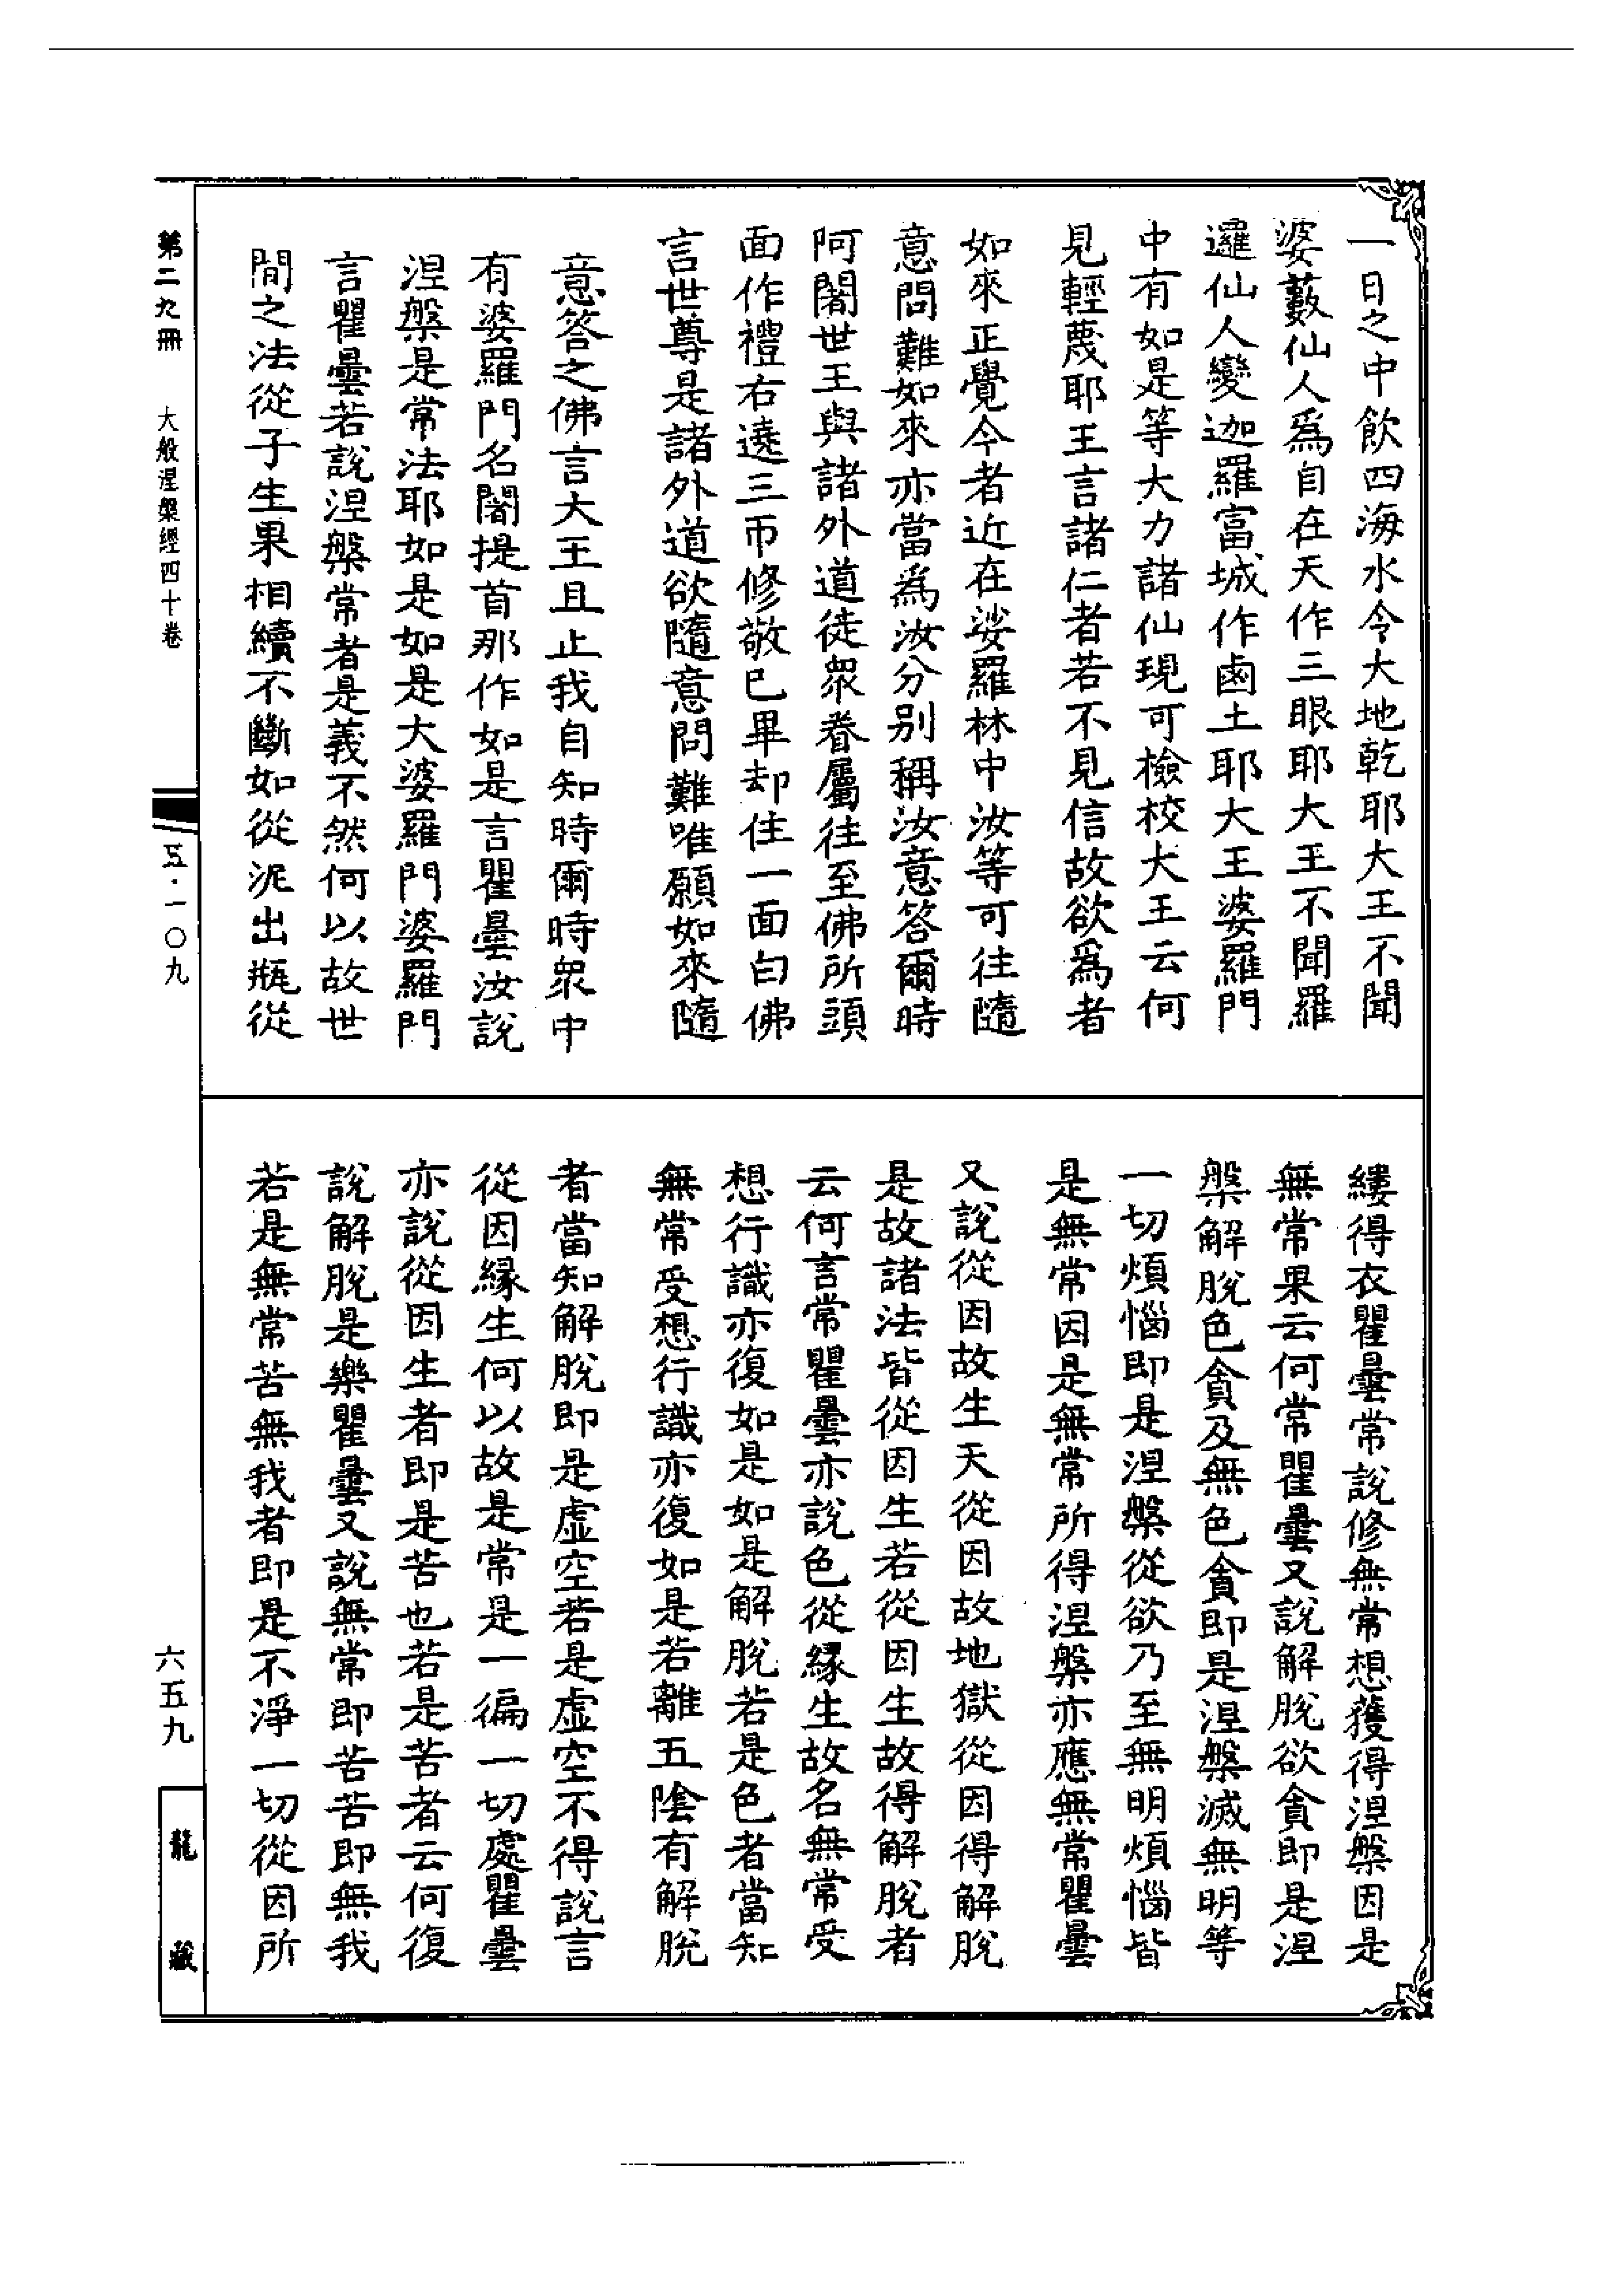 一日之中飲四海水令大地乾耶大王不聞
婆藪仙人爲自在天作三眼耶大王不聞羅
邏仙人變迦羅富城作鹵土耶大王婆羅門
中有如是等大力諸仙現可檢校大王云何
見輕蔑耶王言諸仁者若不見信故欲爲者
如來正覺今者近在娑羅林中汝等可往隨
意問難如來亦當爲汝分别稱汝意答爾時
阿闍世王與諸外道徒衆眷屬往至佛所頭
面作禮右遶三帀修敬已畢却住一面白佛
言世尊是諸外道欲隨意問難唯願如來隨
意答之佛言大王且止我自知時爾時衆中
有婆羅門名闍提首那作如是言瞿曇汝說
涅槃是常法耶如是如是大婆羅門婆羅門
言瞿曇若說涅槃常者是義不然何以故世
間之法從子生果相續不斷如從泥出瓶從
縷得衣瞿曇常說修無常想獲得涅槃因是
無常果云何常瞿曇又說解脫欲貪即是涅
槃解脫色貪及無色貪即是涅槃滅無明等
一切煩惱即是涅槃從欲乃至無明煩惱皆
是無常因是無常所得涅槃亦應無常瞿曇
又說從因故生天從因故地獄從因得解脫
是故諸法皆從因生若從因生故得解脫者
云何言常瞿曇亦說色從緣生故名無常受
想行識亦復如是如是解脫若是色者當知
無常受想行識亦復如是若離五陰有解脫
者當知解脫即是虛空若是虛空不得說言
從因緣生何以故是常是一徧一切處瞿曇
亦說從因生者即是苦也若是苦者云何復
說解脫是樂瞿曇又說無常即苦苦即無我
若是無常苦無我者即是不淨一切從因所
第二九冊 大般涅槃經四十卷
五·一〇九
六五九
龍藏